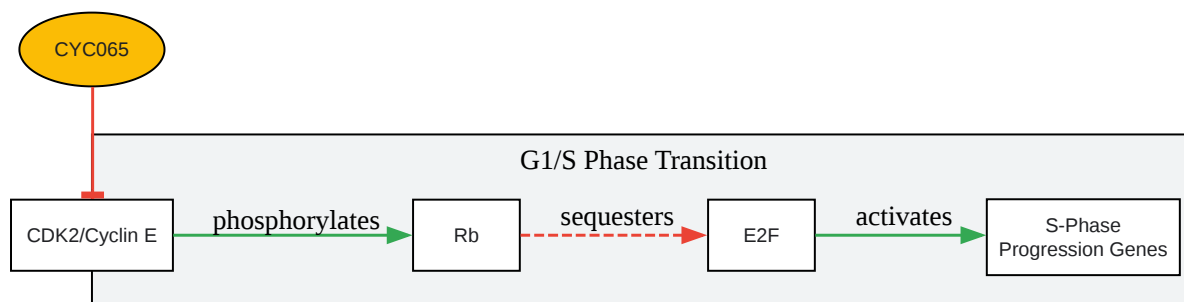 CYC065
G1/S Phase Transition
CDK2/Cyclin E
phosphorylates
Rb
sequesters
E2F
activates
S-Phase
Progression Genes